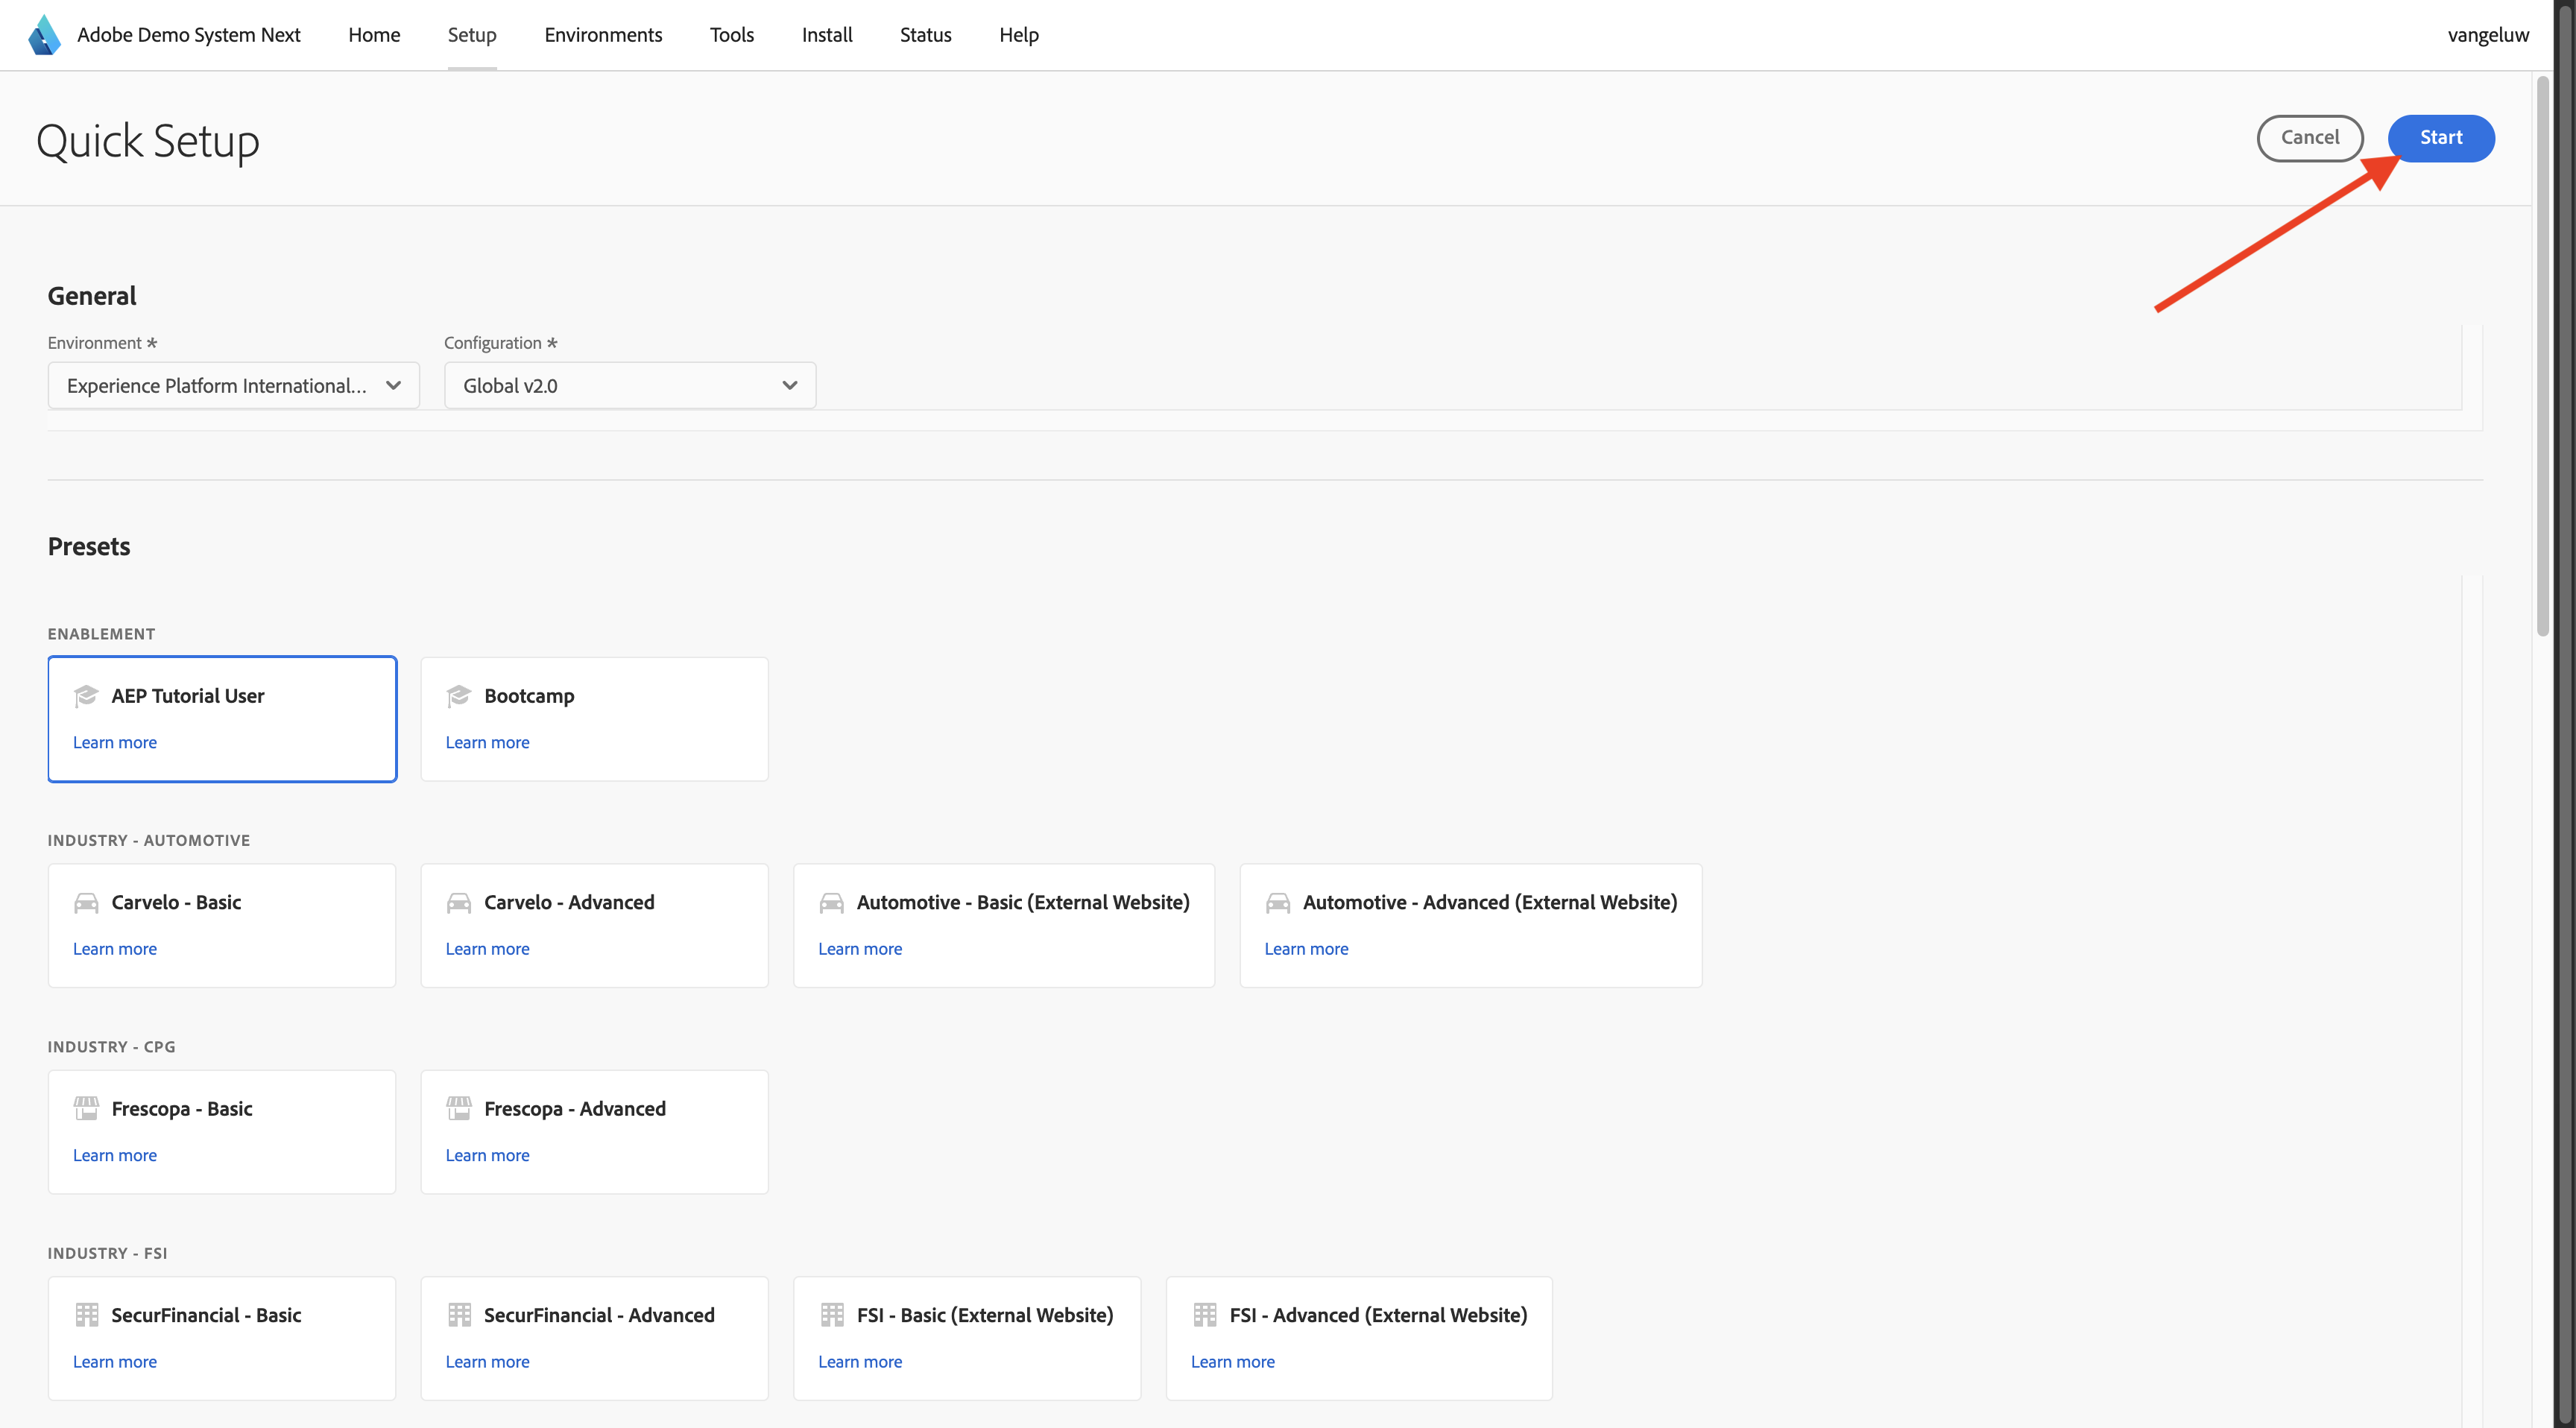 Adobe Demo System Next Home Setup Environments Tools Install Status Help vangeluw
Quick Setup Cancel Start
General
Environment * Configuration *
Experience Platform International... Global v2.0
Presets
ENABLEMENT
AEP Tutorial User Bootcamp
Learn more Learn more
INDUSTRY - AUTOMOTIVE
Carvelo - Basic Carvelo - Advanced Automotive - Basic (External Website) Automotive - Advanced (External Website)
Learn more Learn more Learn more Learn more
INDUSTRY - CPG
Frescopa - Basic Frescopa - Advanced
Learn more Learn more
INDUSTRY - FSI
SecurFinancial - Basic SecurFinancial - Advanced FSI - Basic (External Website) FSI - Advanced (External Website)
Learn more Learn more Learn more Learn more